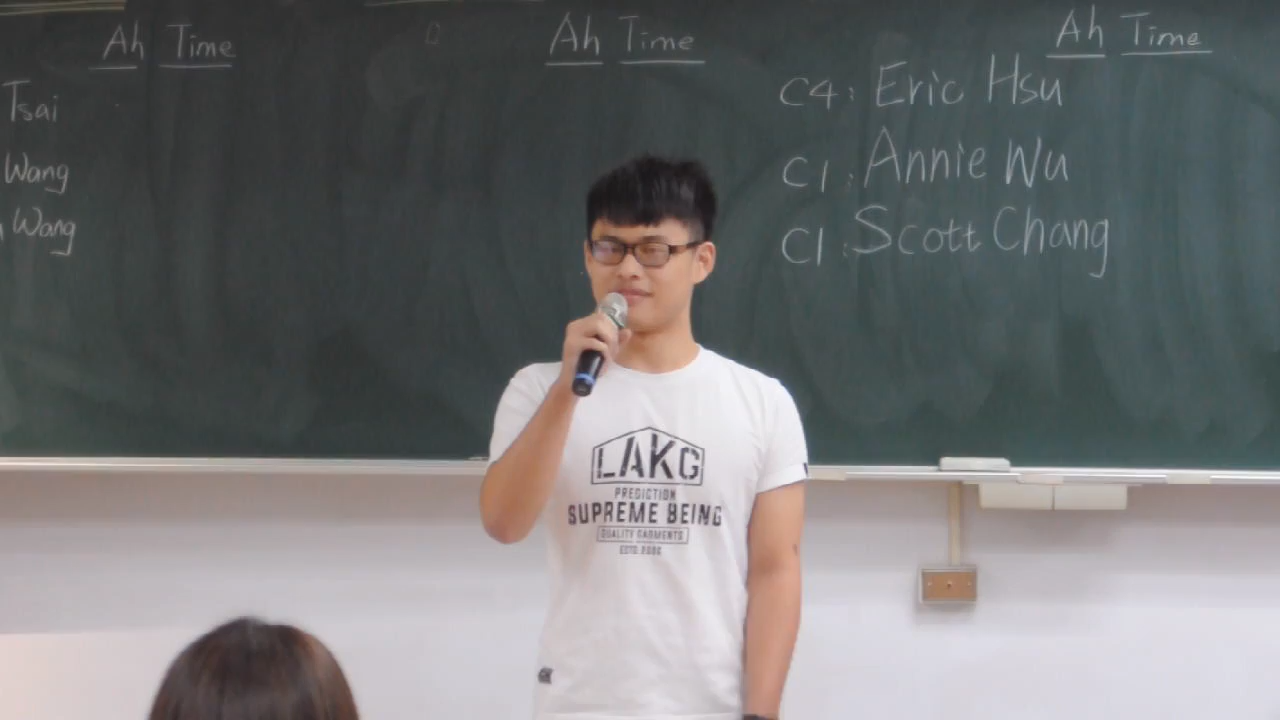 Ah Time
Tsai
Wang
Wang
Ah Time
Ah Time
C4: Eric Hsu
C1: Annie Wu
C1: Scott Chang
LAKG
PREDICTION
SUPREME BEING
QUALITY GARMENTS
ESTD.